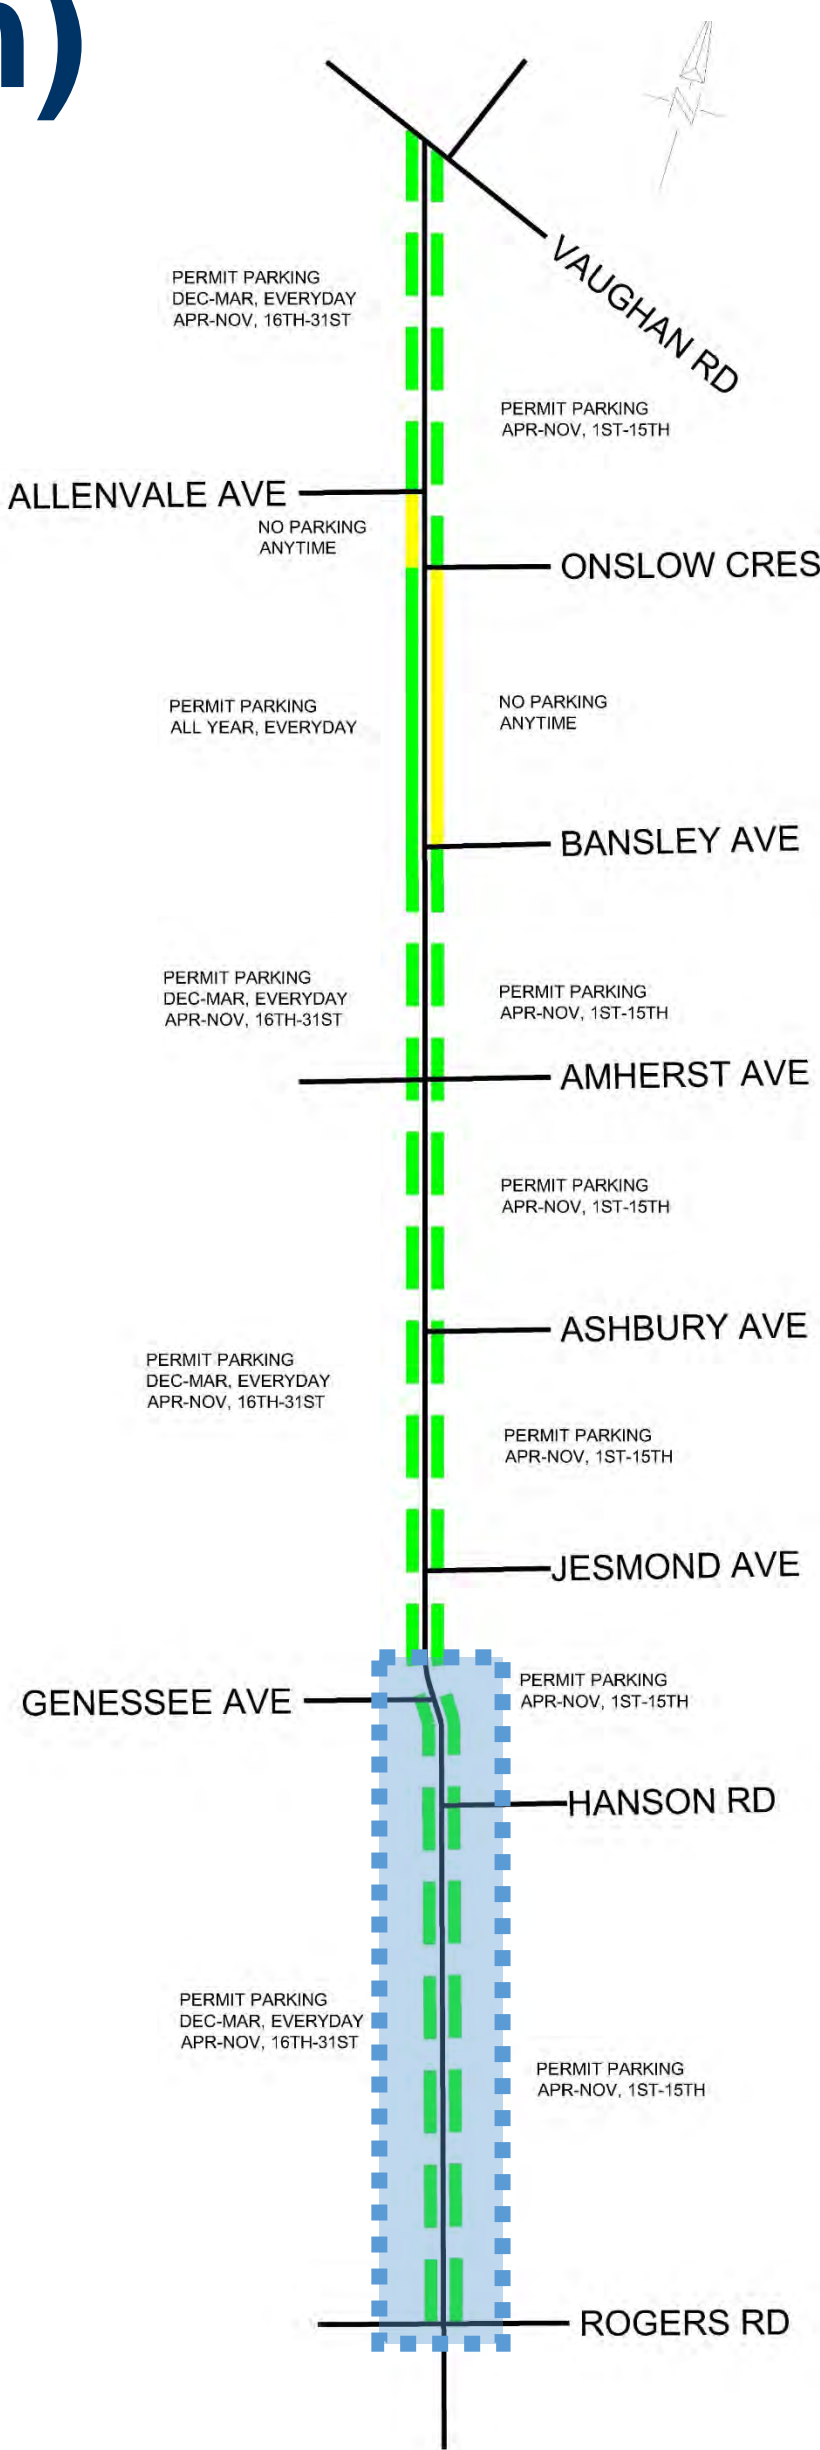 n)
N
VAUGHAN RD
PERMIT PARKING
DEC-MAR, EVERYDAY
APR-NOV, 16TH-31ST
PERMIT PARKING
APR-NOV, 1ST-15TH
ALLENVALE AVE
NO PARKING
ANYTIME
ONSLOW CRES
PERMIT PARKING
ALL YEAR, EVERYDAY
NO PARKING
ANYTIME
BANSLEY AVE
PERMIT PARKING
DEC-MAR, EVERYDAY
APR-NOV, 16TH-31ST
PERMIT PARKING
APR-NOV, 1ST-15TH
AMHERST AVE
PERMIT PARKING
APR-NOV, 1ST-15TH
ASHBURY AVE
PERMIT PARKING
DEC-MAR, EVERYDAY
APR-NOV, 16TH-31ST
PERMIT PARKING
APR-NOV, 1ST-15TH
JESMOND AVE
PERMIT PARKING
APR-NOV, 1ST-15TH
GENESSEE AVE
HANSON RD
PERMIT PARKING
DEC-MAR, EVERYDAY
APR-NOV, 16TH-31ST
PERMIT PARKING
APR-NOV, 1ST-15TH
ROGERS RD